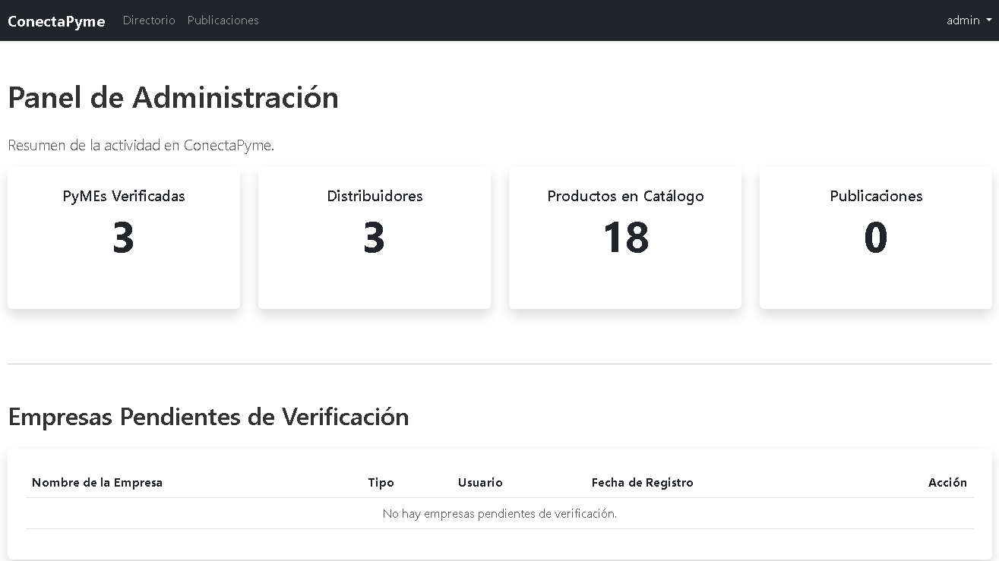 ConectaPyme Directorio Publicaciones admin
Panel de Administración
Resumen de la actividad en ConectaPyme.
PyMEs Verificadas Distribuidores Productos en Catálogo Publicaciones
3 3 18 0
Empresas Pendientes de Verificación
Nombre de la Empresa Tipo Usuario Fecha de Registro Acción
No hay empresas pendientes de verificación.